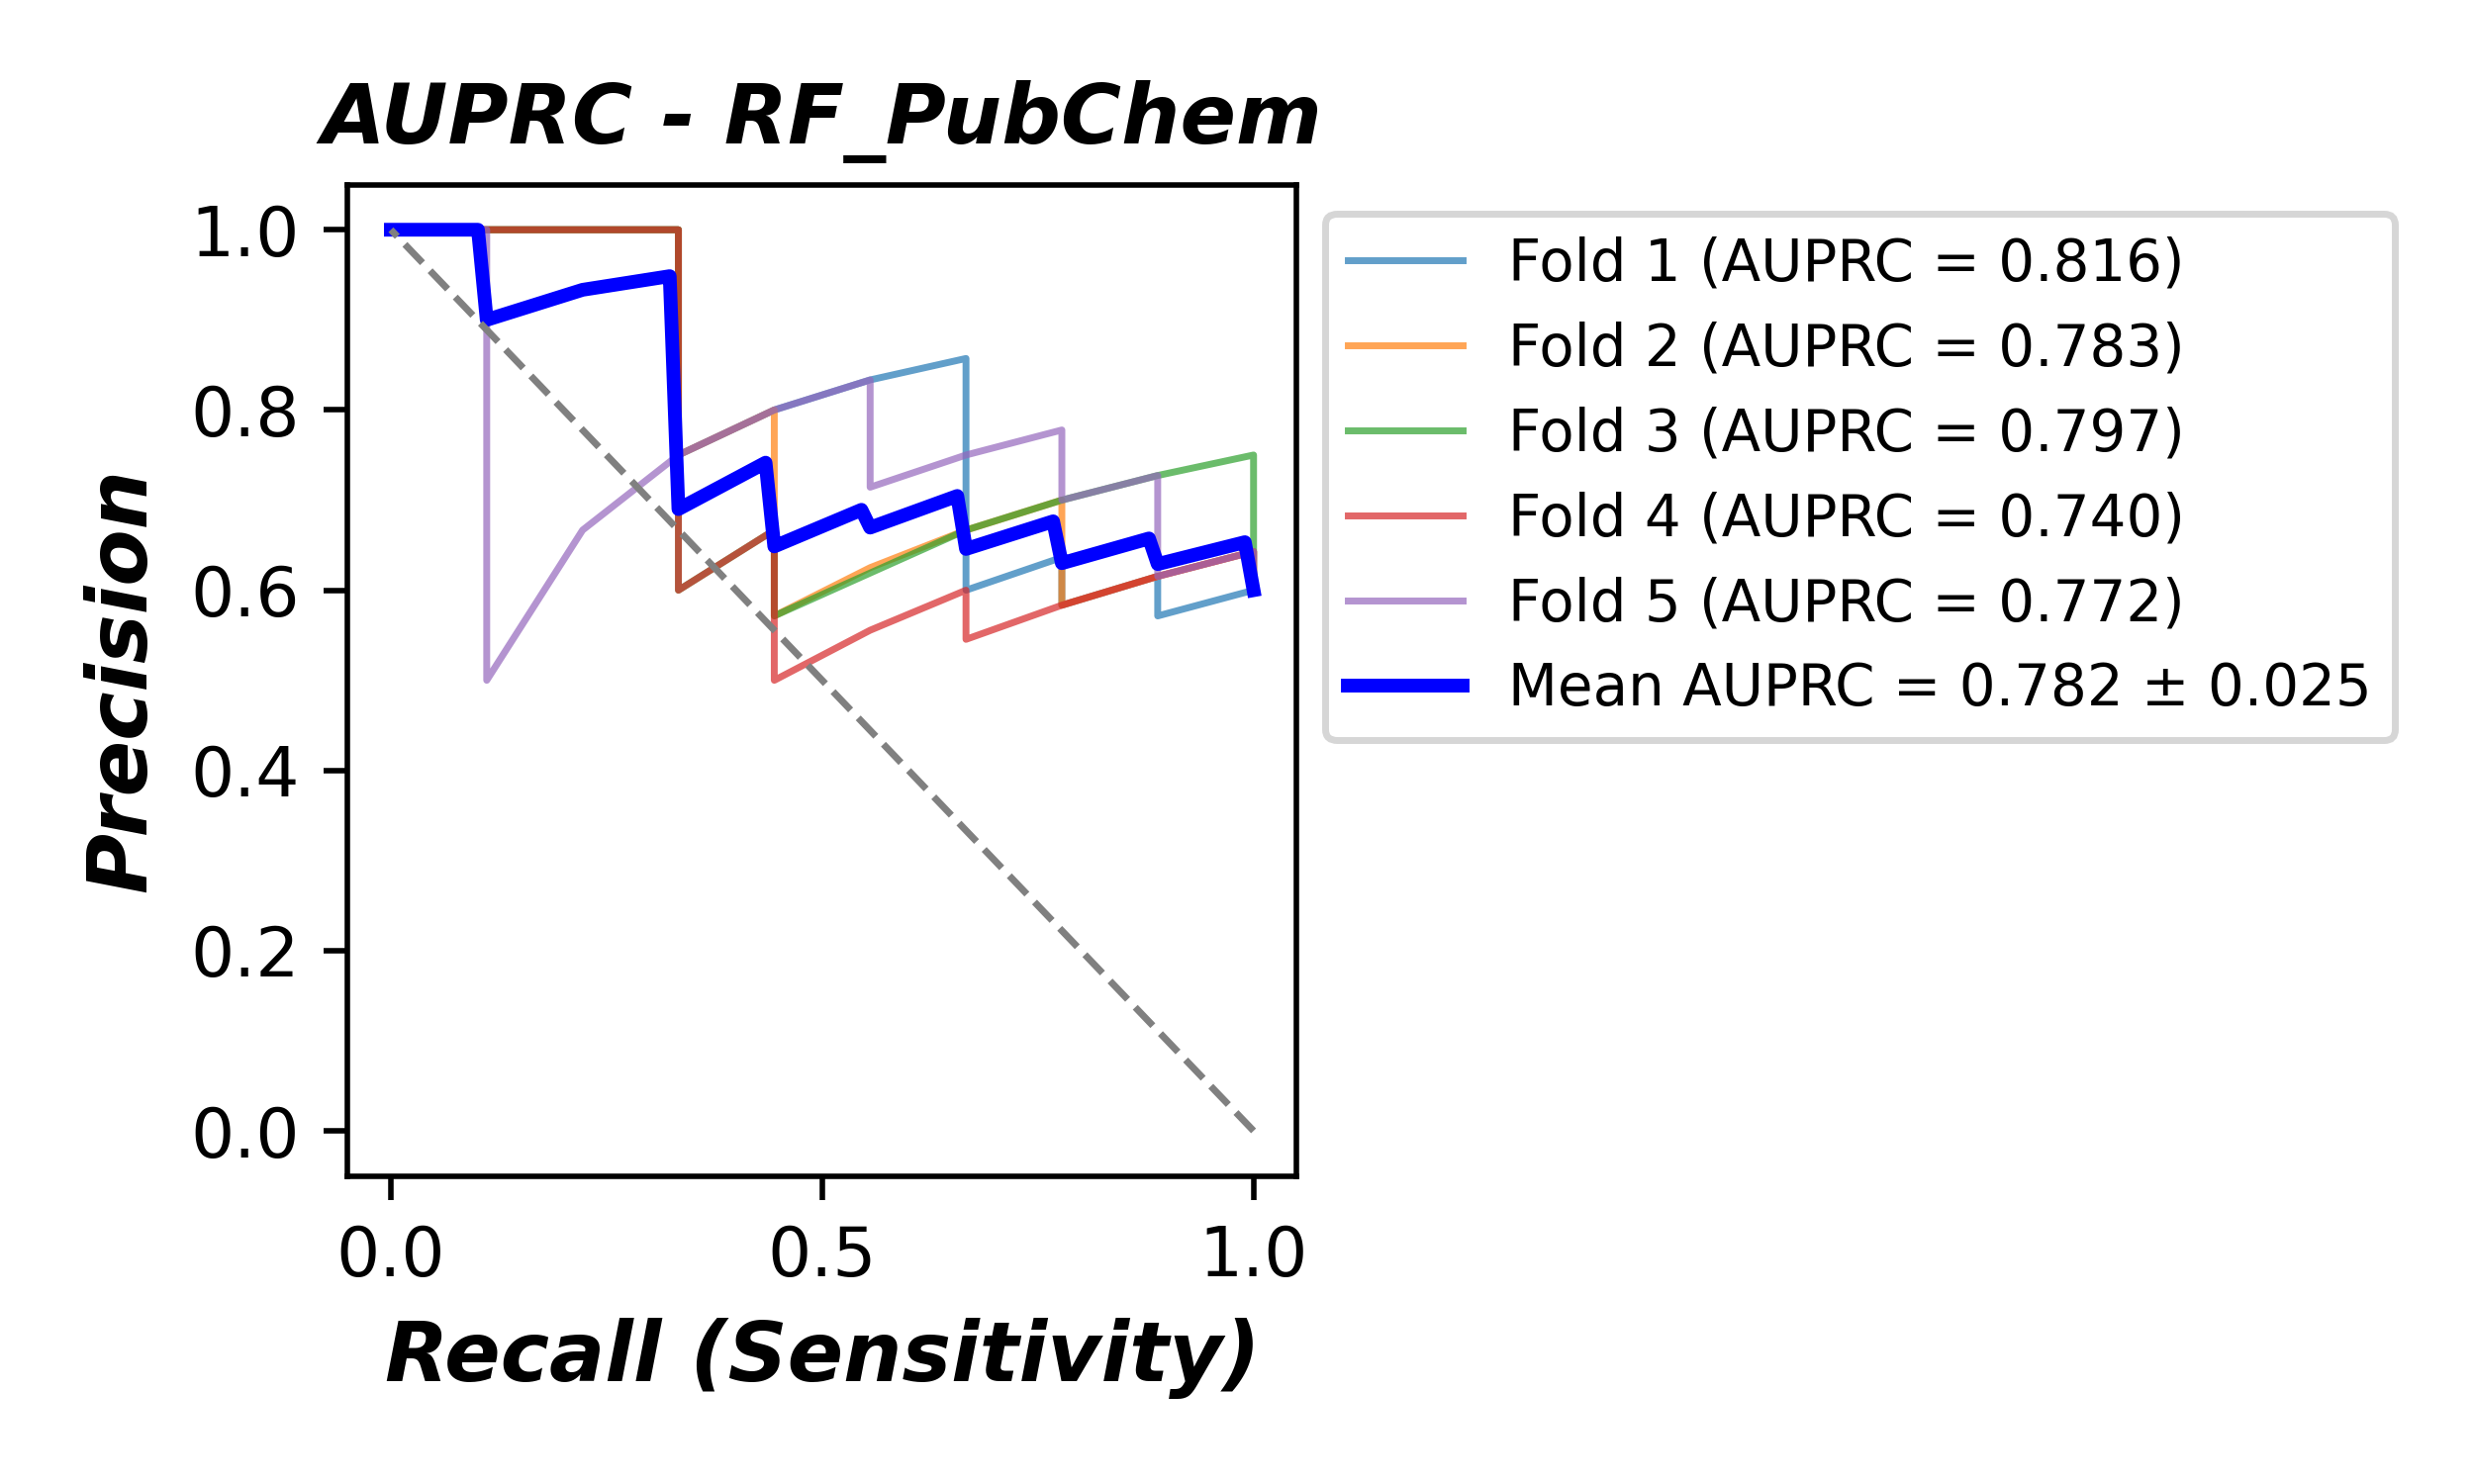 AUPRC - RF_PubChem
Precision
1.0
0.8
0.6
0.4
0.2
0.0
0.0 0.5 1.0
Recall (Sensitivity)
Fold 1 (AUPRC = 0.816)
Fold 2 (AUPRC = 0.783)
Fold 3 (AUPRC = 0.797)
Fold 4 (AUPRC = 0.740)
Fold 5 (AUPRC = 0.772)
Mean AUPRC = 0.782 ± 0.025